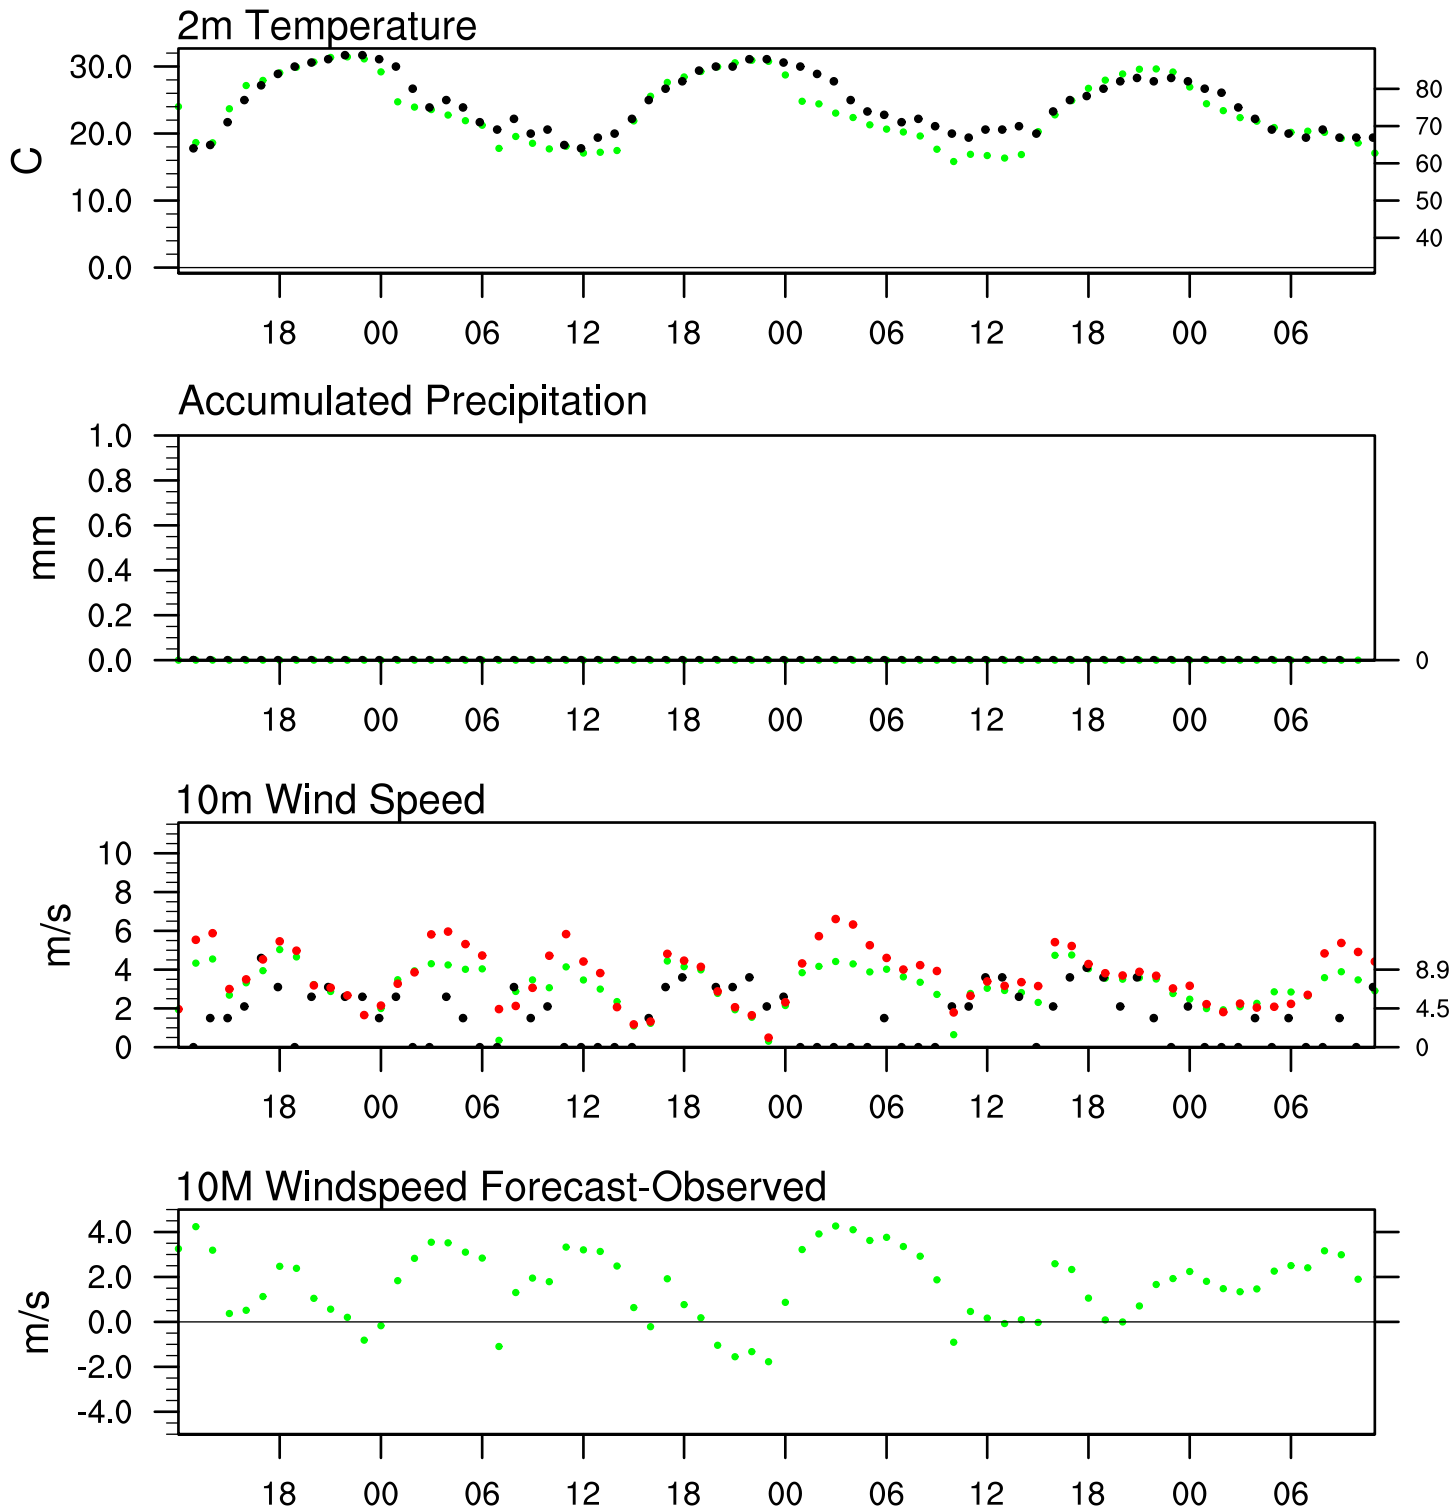 2m Temperature
30.0
20.0
10.0
0.0
C
80
70
60
50
40
18 00 06 12 18 00 06 12 18 00 06
Accumulated Precipitation
1.0
0.8
0.6
0.4
0.2
0.0
mm
0
18 00 06 12 18 00 06 12 18 00 06
10m Wind Speed
10
8
6
4
2
0
m/s
8.9
4.5
0
18 00 06 12 18 00 06 12 18 00 06
10M Windspeed Forecast-Observed
4.0
2.0
0.0
-2.0
-4.0
m/s
18 00 06 12 18 00 06 12 18 00 06